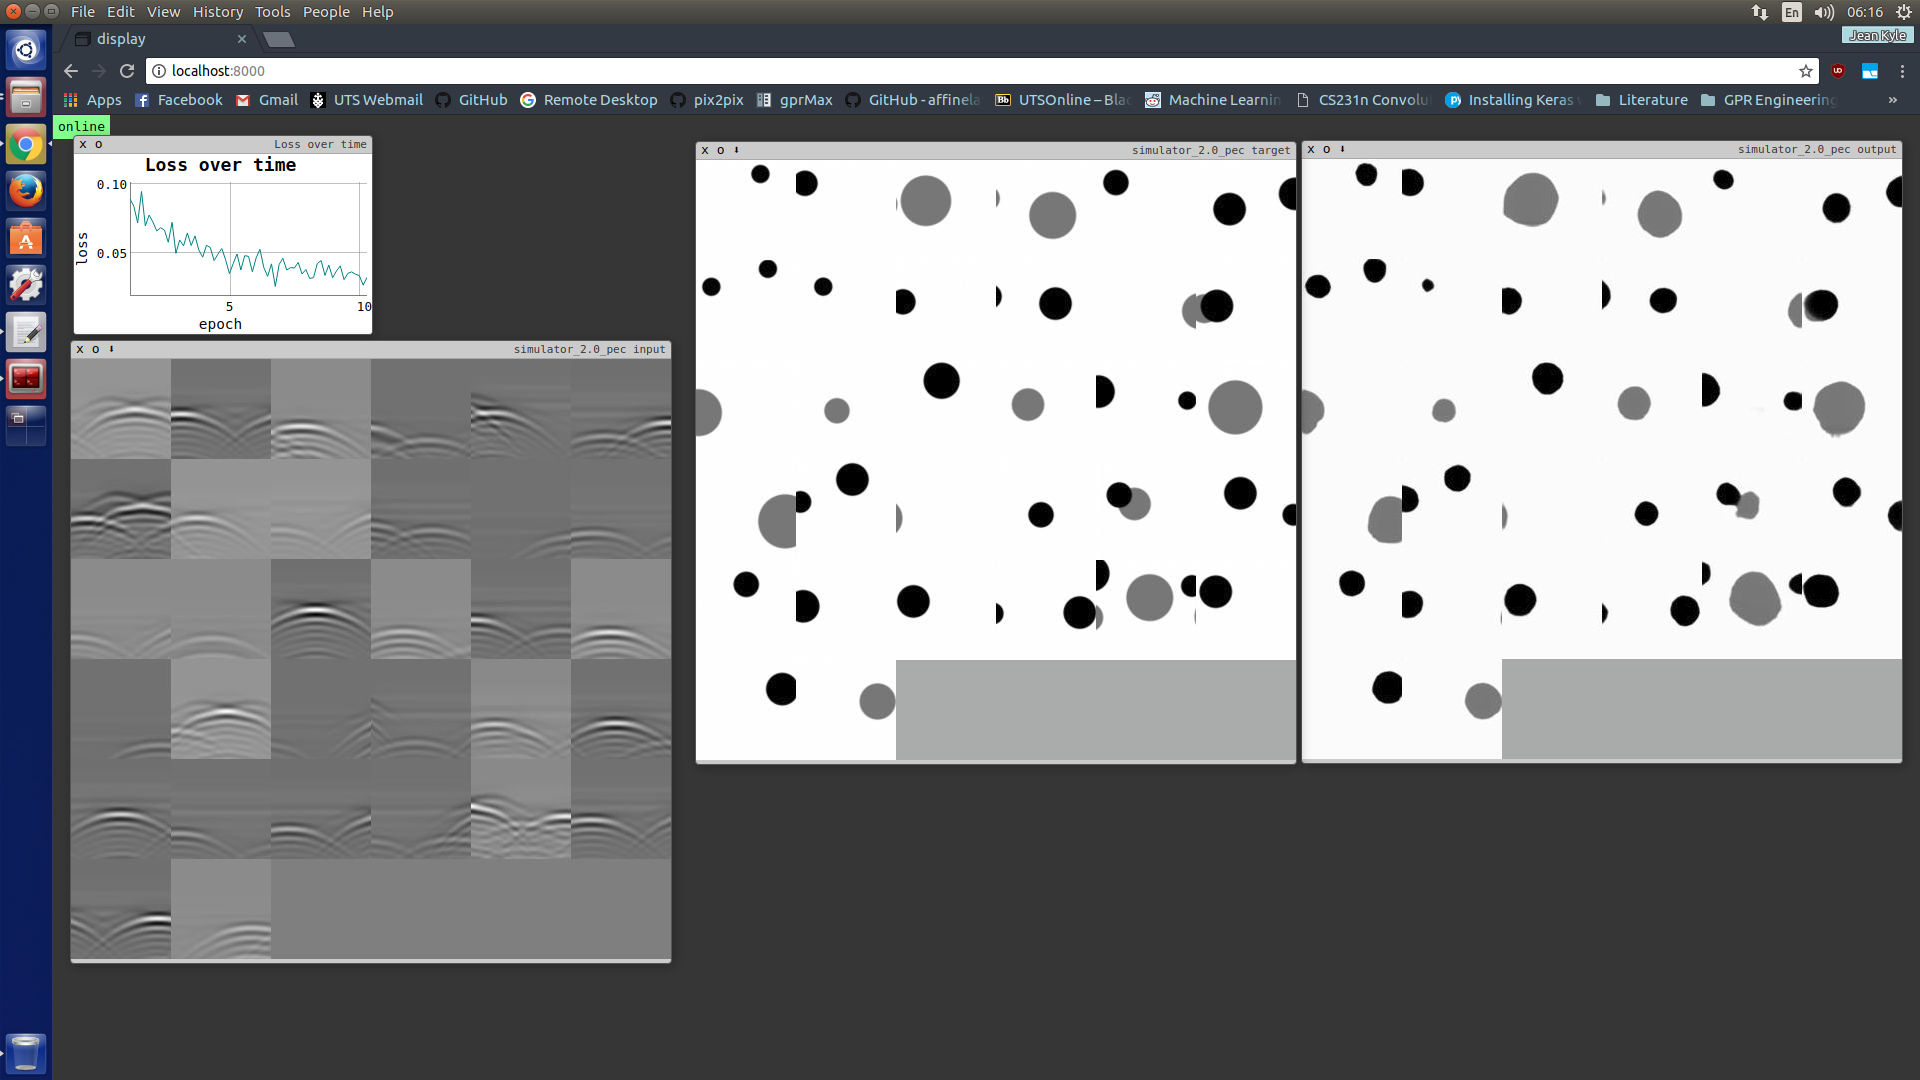 File Edit View History Tools People Help
En
06:16
display
Jean Kyle
localhost:8000
Apps Facebook Gmail UTS Webmail GitHub Remote Desktop pix2pix gprMax GitHub - affinela UTSOnline – Blac Machine Learnin CS231n Convolu Installing Keras Literature GPR Engineering »
online
x o Loss over time
Loss over time
0.10
0.05
loss
5 10
epoch
x o simulator_2.0_pec input
x o simulator_2.0_pec target
x o simulator_2.0_pec output